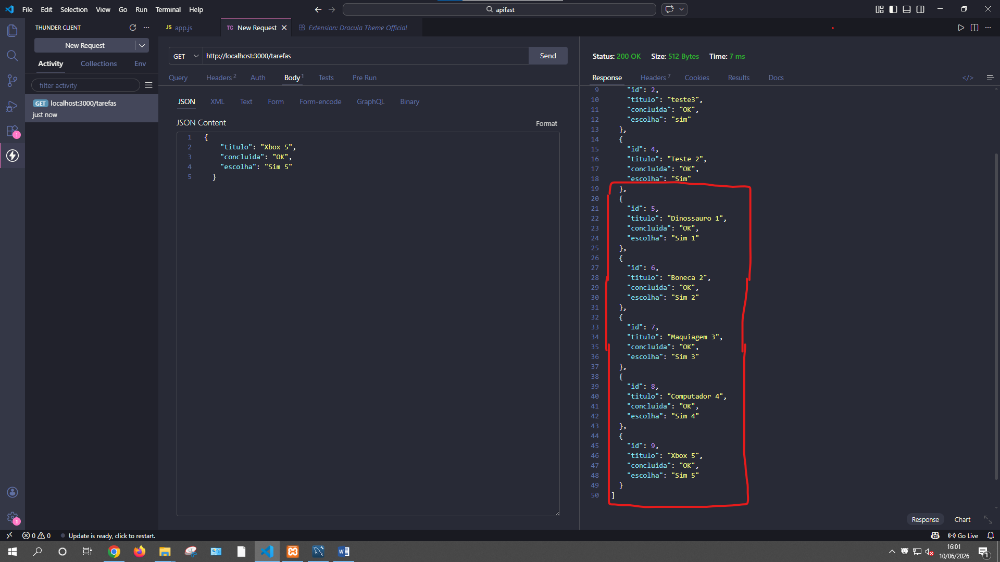 File Edit Selection View Go Run Terminal Help
apifast
THUNDER CLIENT
New Request
Activity Collections Env
filter activity
GET localhost:3000/tarefas
just now
JS app.js
TC New Request
Extension: Dracula Theme Official
GET http://localhost:3000/tarefas Send
Query Headers 2 Auth Body 1 Tests Pre Run
JSON XML Text Form Form-encode GraphQL Binary
JSON Content Format
1 {
2 "titulo": "Xbox 5",
3 "concluida": "OK",
4 "escolha": "Sim 5"
5 }
Status: 200 OK Size: 512 Bytes Time: 7 ms
Response Headers 7 Cookies Results Docs
9 "id": 2,
10 "titulo": "teste3",
11 "concluida": "OK",
12 "escolha": "sim"
13 },
14 {
15 "id": 4,
16 "titulo": "Teste 2",
17 "concluida": "OK",
18 "escolha": "Sim"
19 },
20 {
21 "id": 5,
22 "titulo": "Dinossauro 1",
23 "concluida": "OK",
24 "escolha": "Sim 1"
25 },
26 {
27 "id": 6,
28 "titulo": "Boneca 2",
29 "concluida": "OK",
30 "escolha": "Sim 2"
31 },
32 {
33 "id": 7,
34 "titulo": "Maquiagem 3",
35 "concluida": "OK",
36 "escolha": "Sim 3"
37 },
38 {
39 "id": 8,
40 "titulo": "Computador 4",
41 "concluida": "OK",
42 "escolha": "Sim 4"
43 },
44 {
45 "id": 9,
46 "titulo": "Xbox 5",
47 "concluida": "OK",
48 "escolha": "Sim 5"
49 }
50 ]
Response Chart
1
1
0 0 Update is ready, click to restart.
Go Live
16:01
10/06/2026
1